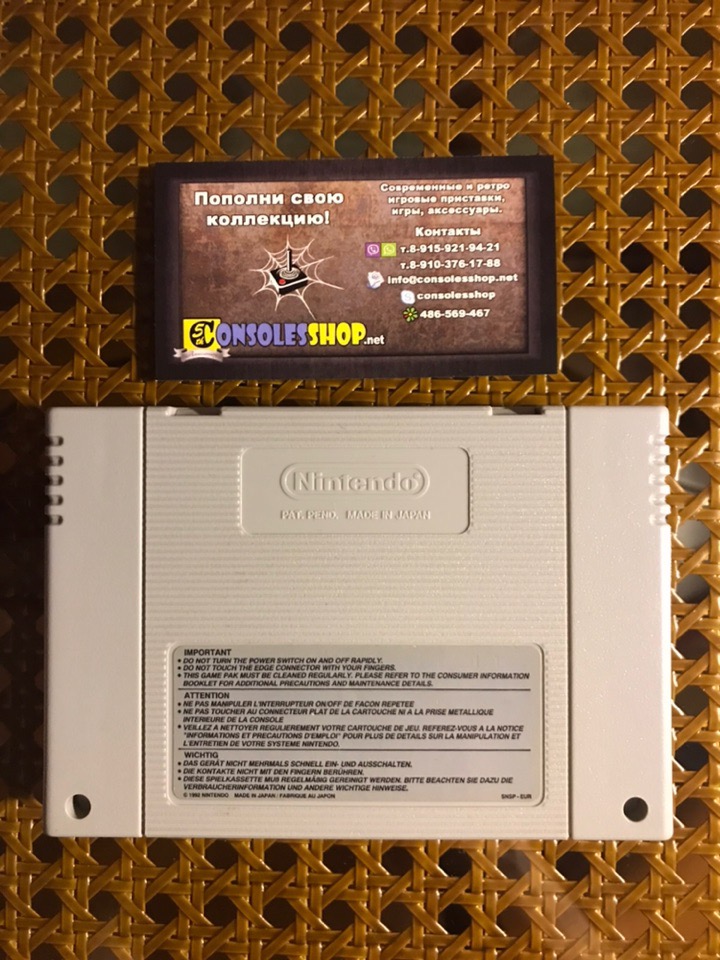 Пополни свою
коллекцию!
Современные и ретро
игровые приставки,
игры, аксессуары.
Контакты
т.8-915-921-94-21
т.8-910-376-17-88
info@consolesshop.net
consolesshop
486-569-467
CONSOLESSHOP.net
Nintendo
PAT. PEND. MADE IN JAPAN
IMPORTANT
• DO NOT TURN THE POWER SWITCH ON AND OFF RAPIDLY.
• DO NOT TOUCH THE EDGE CONNECTOR WITH YOUR FINGERS.
• THIS GAME PAK MUST BE CLEANED REGULARLY. PLEASE REFER TO THE CONSUMER INFORMATION
BOOKLET FOR ADDITIONAL PRECAUTIONS AND MAINTENANCE DETAILS.
ATTENTION
• NE PAS MANIPULER L'INTERRUPTEUR ON/OFF DE FACON REPETEE
• NE PAS TOUCHER AU CONNECTEUR PLAT DE LA CARTOUCHE NI A LA PRISE METALLIQUE
INTERIEURE DE LA CONSOLE
• VEILLEZ A NETTOYER REGULIEREMENT VOTRE CARTOUCHE DE JEU. REFEREZ-VOUS A LA NOTICE
"INFORMATIONS ET PRECAUTIONS D'EMPLOI" POUR PLUS DE DETAILS SUR LA MANIPULATION ET
L'ENTRETIEN DE VOTRE SYSTEME NINTENDO.
WICHTIG
• DAS GERÄT NICHT MEHRMALS SCHNELL EIN- UND AUSSCHALTEN.
• DIE KONTAKTE NICHT MIT DEN FINGERN BERÜHREN.
• DIESE SPIELKASSETTE MUß REGELMÄßIG GEREINIGT WERDEN. BITTE BEACHTEN SIE DAZU DIE
VERBRAUCHERINFORMATION UND ANDERE WICHTIGE HINWEISE.
© 1992 NINTENDO MADE IN JAPAN / FABRIQUE AU JAPON SNSP-EUR